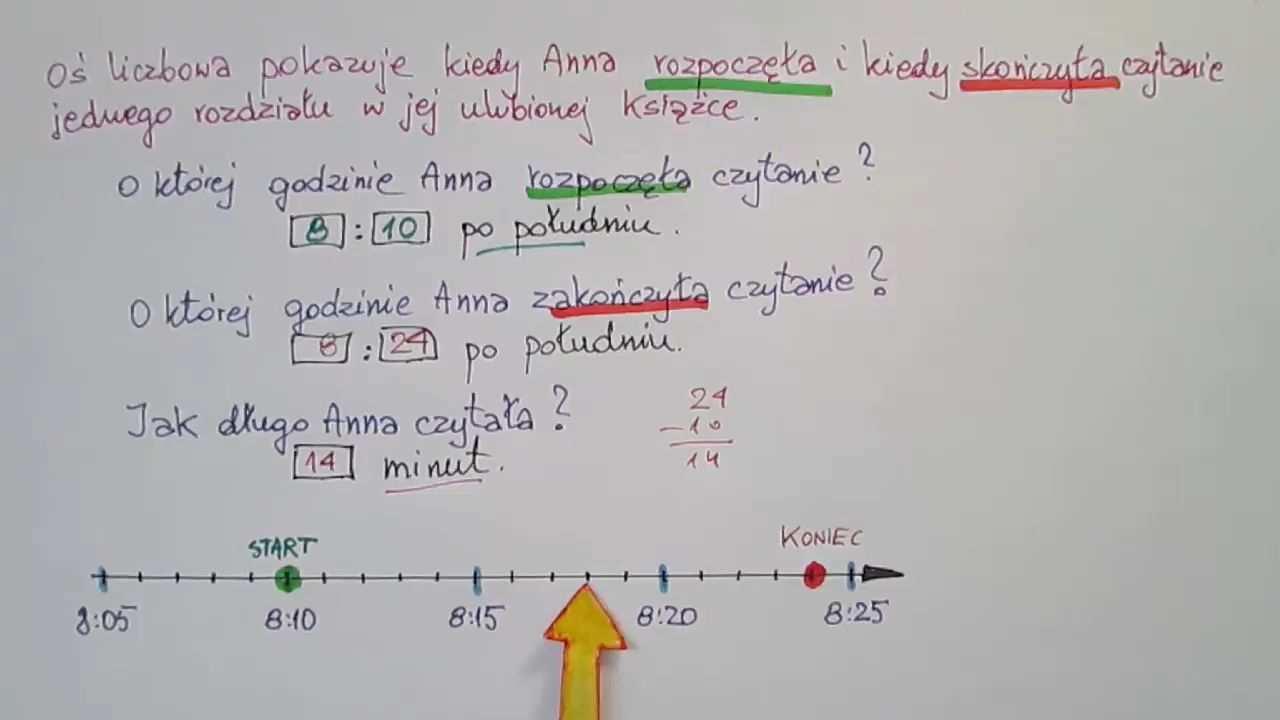 Oś liczbowa pokazuje kiedy Anna rozpoczęła i kiedy skończyła czytanie
jednego rozdziału w jej ulubionej książce.
O której godzinie Anna rozpoczęła czytanie?
8 : 10 po południu.
O której godzinie Anna zakończyła czytanie?
8 : 24 po południu.
Jak długo Anna czytała?
14 minut.
24
- 10
14
START KONIEC
8:05 8:10 8:15 8:20 8:25